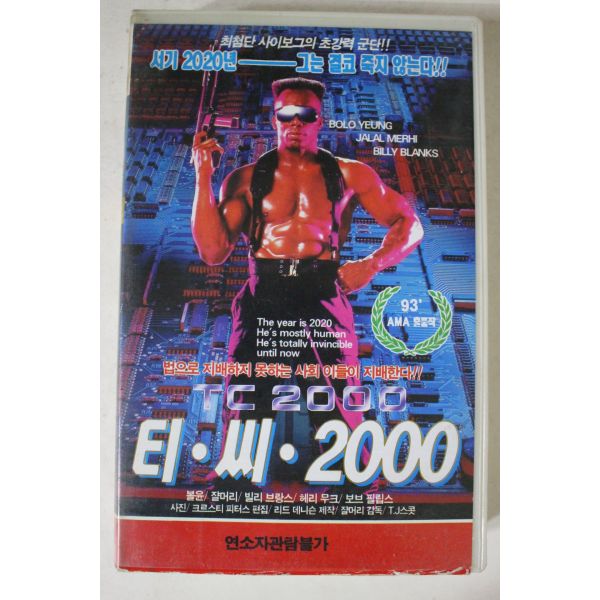 최첨단 사이보그의 초강력 군단!!
서기 2020년 ── 그는 결코 죽지 않는다!!
BOLO YEUNG
JALAL MERHI
BILLY BLANKS
93'
AMA 출품작
The year is 2020
He's mostly human
He's totally invincible
until now
법으로 지배하지 못하는 사회 이들이 지배한다!!
TC 2000
티·씨·2000
볼윤/ 잘머리/ 빌리 브랑스/ 헤리 무크/ 보브 필립스
사진/ 크르스티 피터스 편집/ 리드 데니슨 제작/ 잘머리 감독/ T.J스콧
연소자관람불가